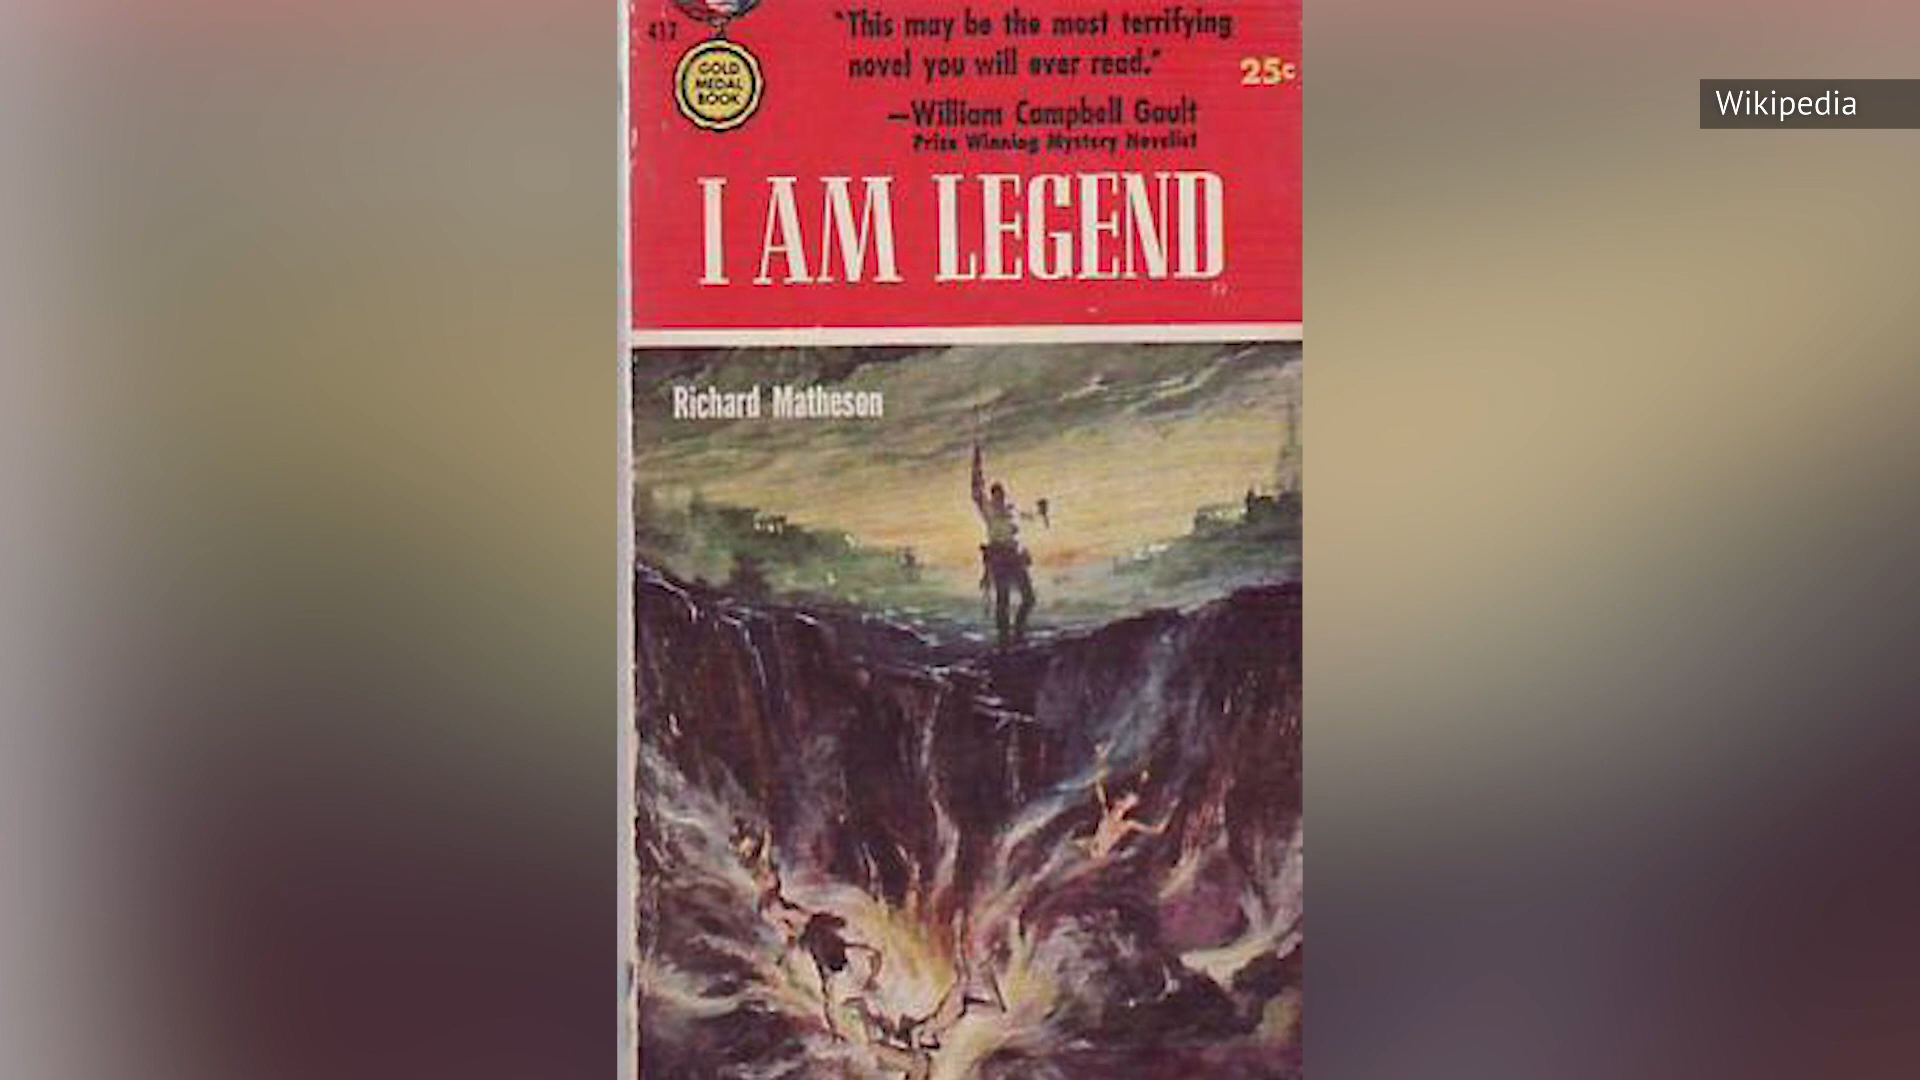 417
GOLD
MEDAL
BOOK
"This may be the most terrifying
novel you will ever read."
25c
—William Campbell Gault
Prize Winning Mystery Novelist
I AM LEGEND
Richard Matheson
Wikipedia